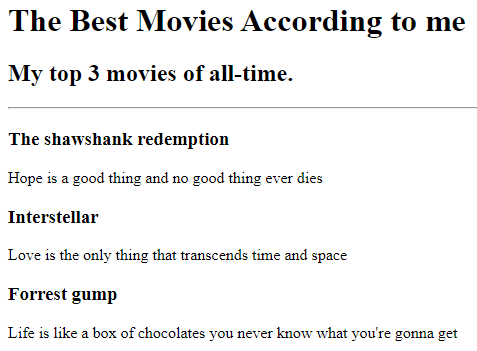 The Best Movies According to me
My top 3 movies of all-time.
The shawshank redemption
Hope is a good thing and no good thing ever dies
Interstellar
Love is the only thing that transcends time and space
Forrest gump
Life is like a box of chocolates you never know what you're gonna get